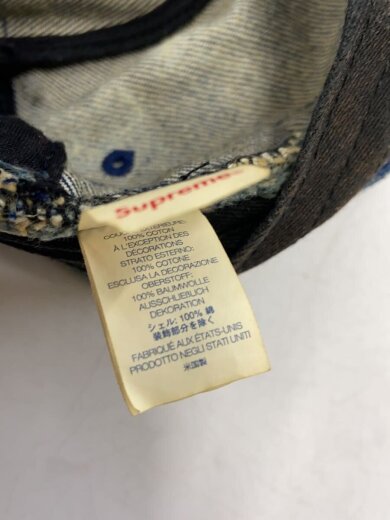 Supreme
100% COTON
À L'EXCEPTION DES
DÉCORATIONS
STRATO ESTERNO:
100% COTONE
ESCLUSA LA DECORAZIONE
OBERSTOFF:
100% BAUMWOLLE
AUSSCHLIEßLICH
DEKORATION
シェル: 100% 綿
装飾部分を除く
FABRIQUÉ AUX ÉTATS-UNIS
PRODOTTO NEGLI STATI UNITI
米国製